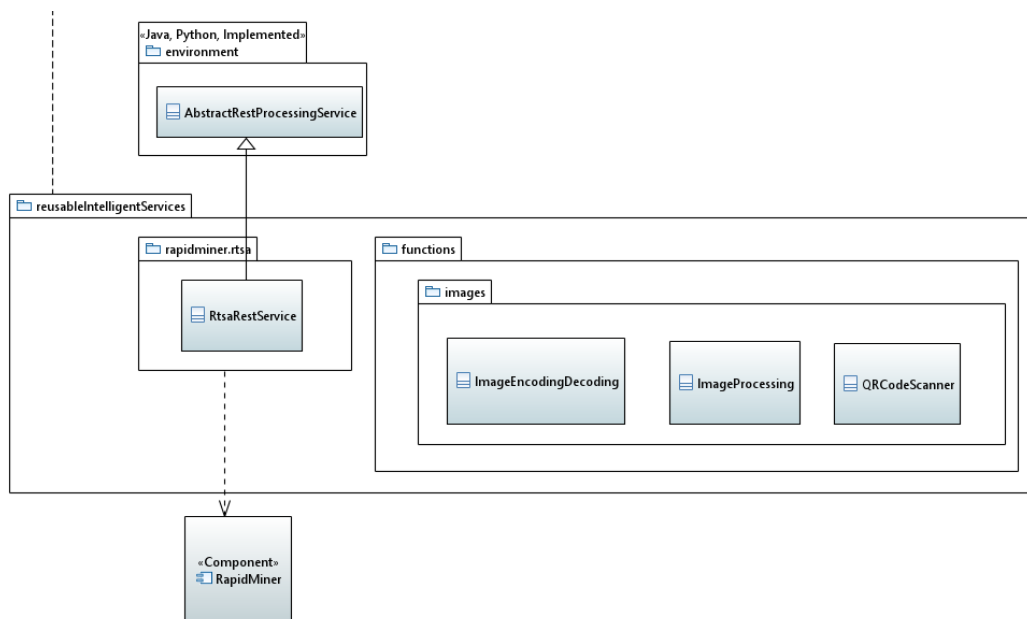 «Java, Python, Implemented»
environment
AbstractRestProcessingService
reusableIntelligentServices
rapidminer.rtsa
functions
images
RtsaRestService
ImageEncodingDecoding
ImageProcessing
QRCodeScanner
«Component»
RapidMiner